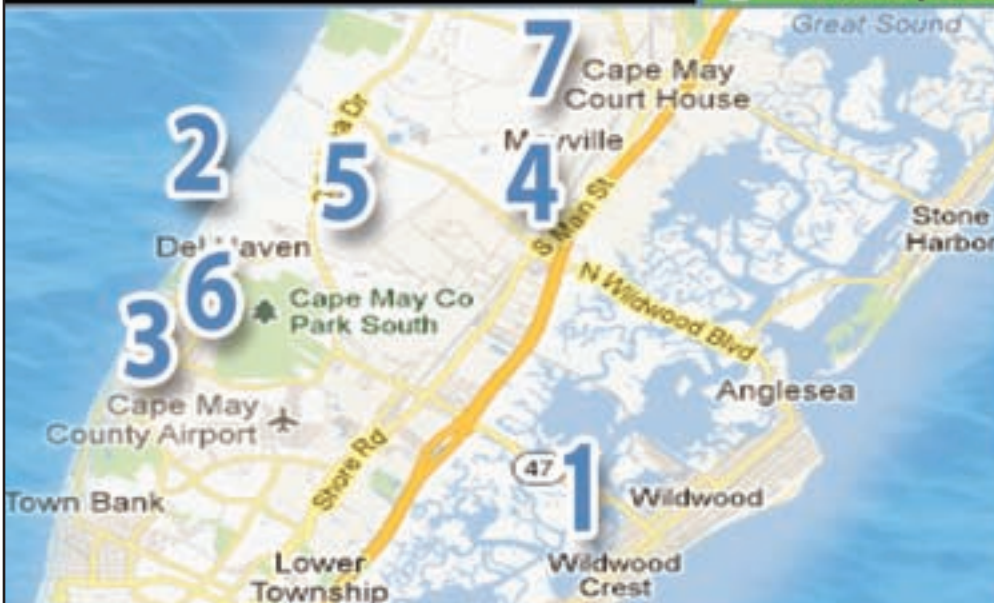 Great Sound
7
Cape May
Court House
2
5
4
S Main St
Stone
Harbor
6
N Wildwood Blvd
Cape May Co
Park South
3
Anglesea
Cape May
County Airport
Shore Rd
47
1
Wildwood
Town Bank
Lower
Township
Wildwood
Crest